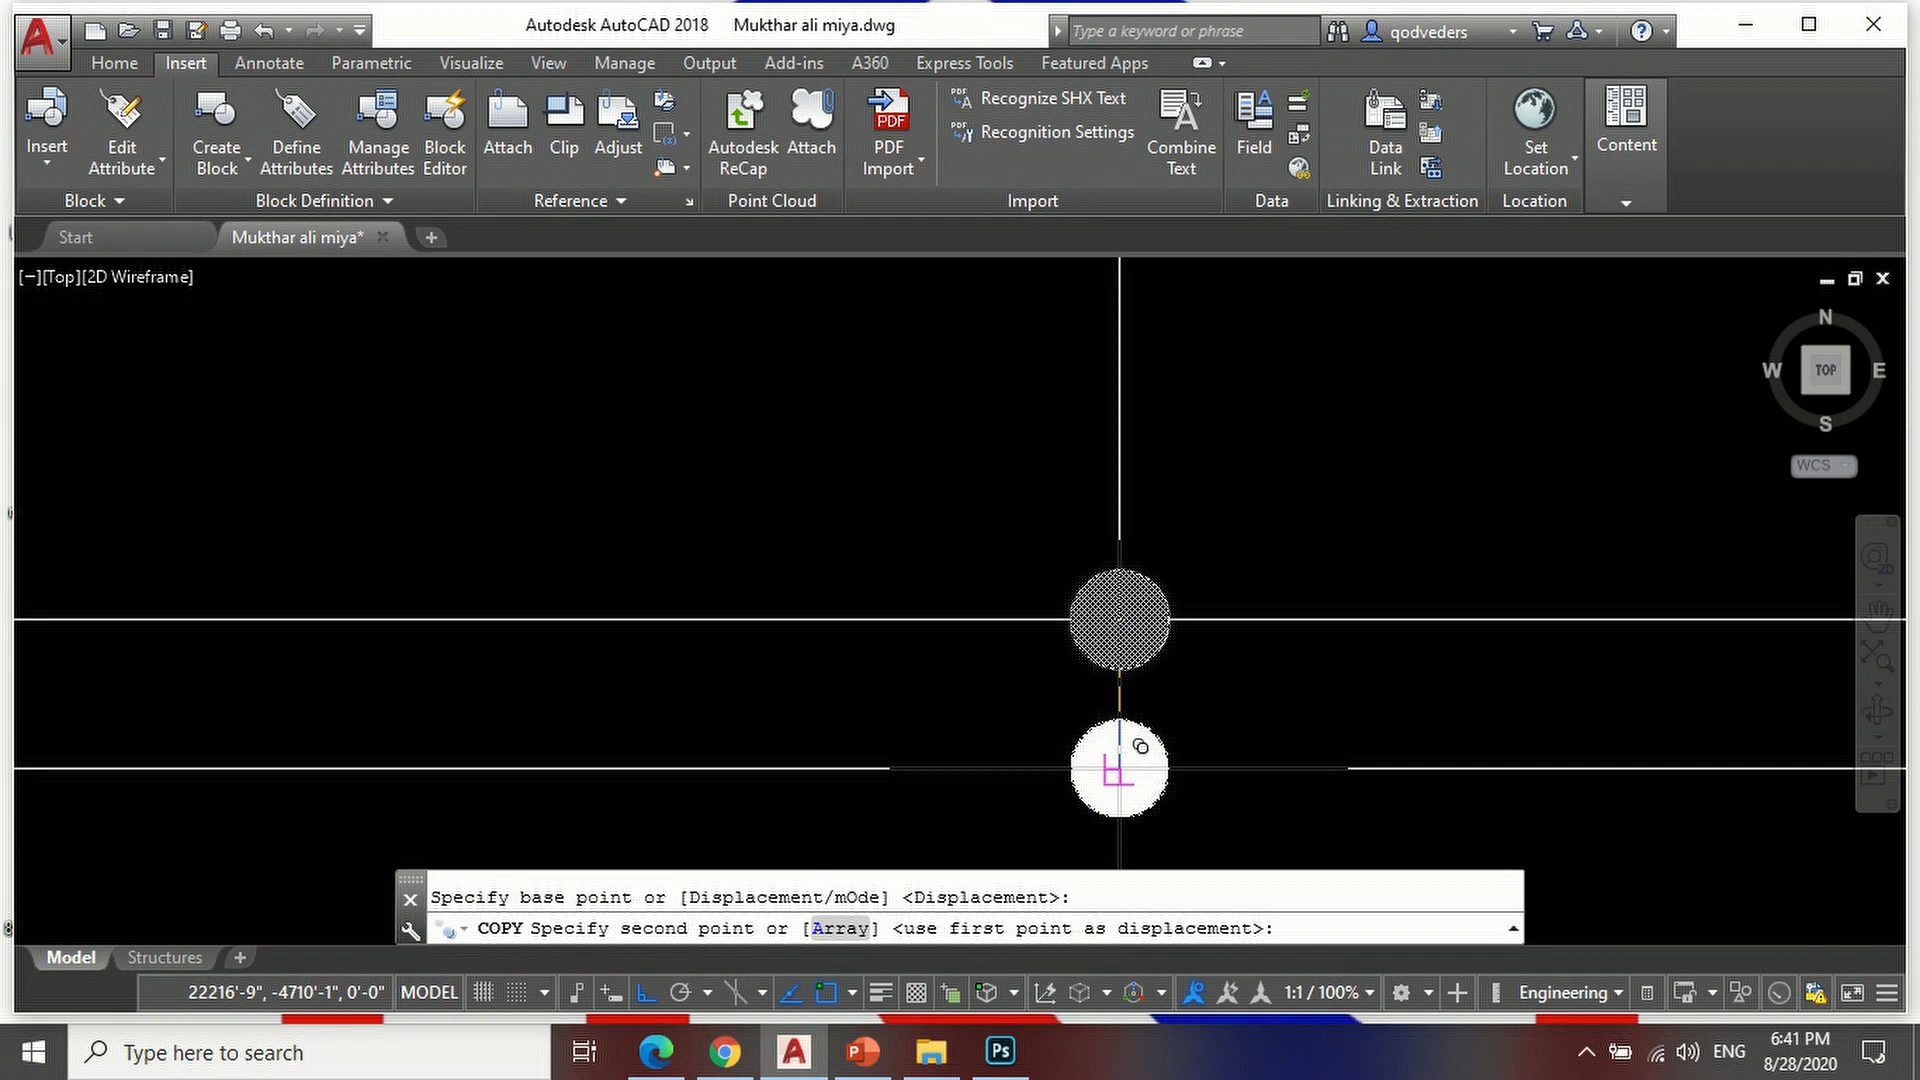 Autodesk AutoCAD 2018 Mukthar ali miya.dwg
Type a keyword or phrase
qodveders
Home Insert Annotate Parametric Visualize View Manage Output Add-ins A360 Express Tools Featured Apps
Insert
Edit Attribute
Create Block
Define Attributes
Manage Attributes
Block Editor
Attach
Clip
Adjust
Autodesk ReCap
Attach
PDF
PDF Import
Recognize SHX Text
Recognition Settings
Combine Text
Field
Data Link
Set Location
Content
Block
Block Definition
Reference
Point Cloud
Import
Data
Linking & Extraction
Location
Start
Mukthar ali miya*
[−][Top][2D Wireframe]
N
W TOP E
S
WCS
2D
Specify base point or [Displacement/mOde] <Displacement>:
COPY Specify second point or [Array] <use first point as displacement>:
Model Structures
22216'-9", -4710'-1", 0'-0" MODEL 1:1 / 100% Engineering
Type here to search
Ps
ENG
6:41 PM
8/28/2020